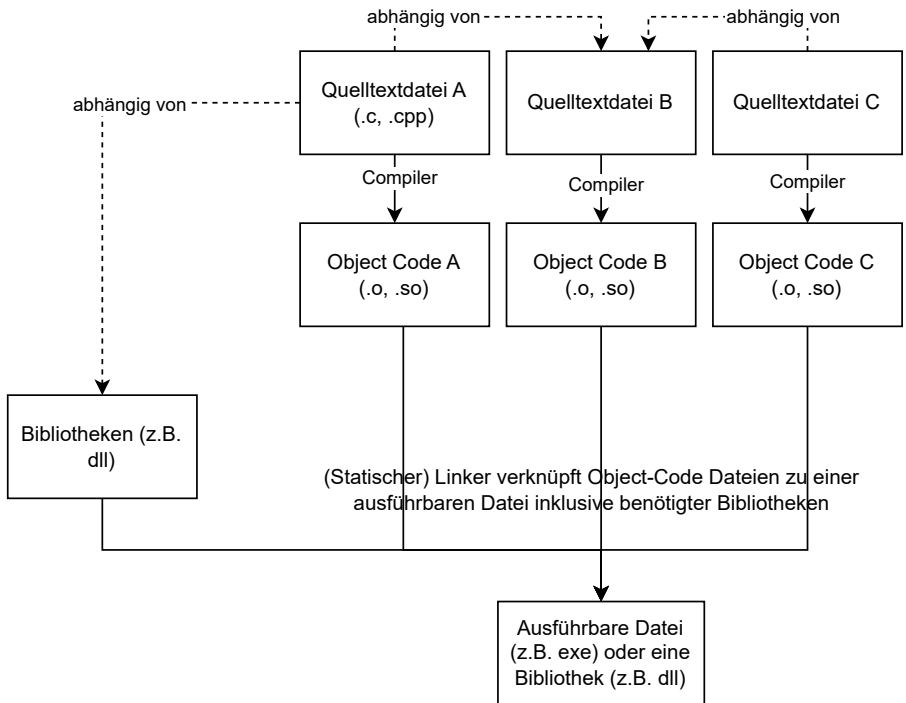 abhängig von
abhängig von
Quelltextdatei A
(.c, .cpp)
Quelltextdatei B
Quelltextdatei C
abhängig von
Compiler
Compiler
Compiler
Object Code A
(.o, .so)
Object Code B
(.o, .so)
Object Code C
(.o, .so)
Bibliotheken (z.B.
dll)
(Statischer) Linker verknüpft Object-Code Dateien zu einer
ausführbaren Datei inklusive benötigter Bibliotheken
Ausführbare Datei
(z.B. exe) oder eine
Bibliothek (z.B. dll)